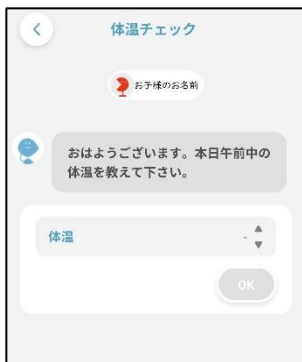 体温チェック
お子様のお名前
おはようございます。本日午前中の
体温を教えて下さい。
体温
-
OK